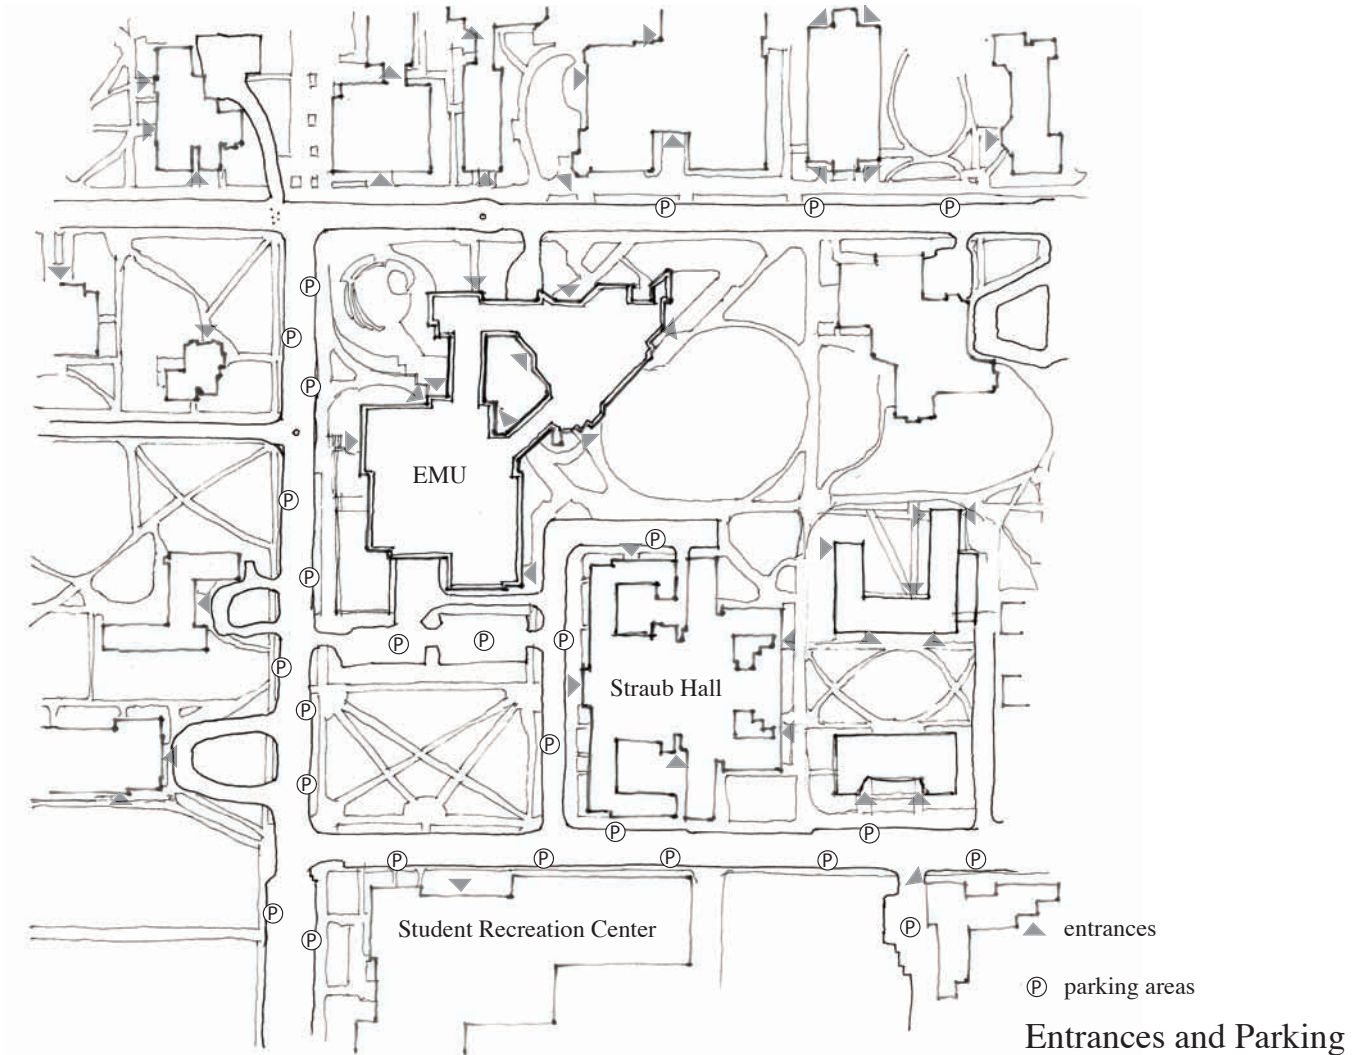 Ⓟ Ⓟ Ⓟ
Ⓟ
Ⓟ
Ⓟ
EMU
Ⓟ
Ⓟ
Ⓟ
Ⓟ Ⓟ Ⓟ
Ⓟ
Straub Hall
Ⓟ
Ⓟ
Ⓟ
Ⓟ Ⓟ
Ⓟ Ⓟ Ⓟ Ⓟ Ⓟ
Ⓟ
Student Recreation Center
Ⓟ
Ⓟ
entrances
Ⓟ parking areas
Entrances and Parking